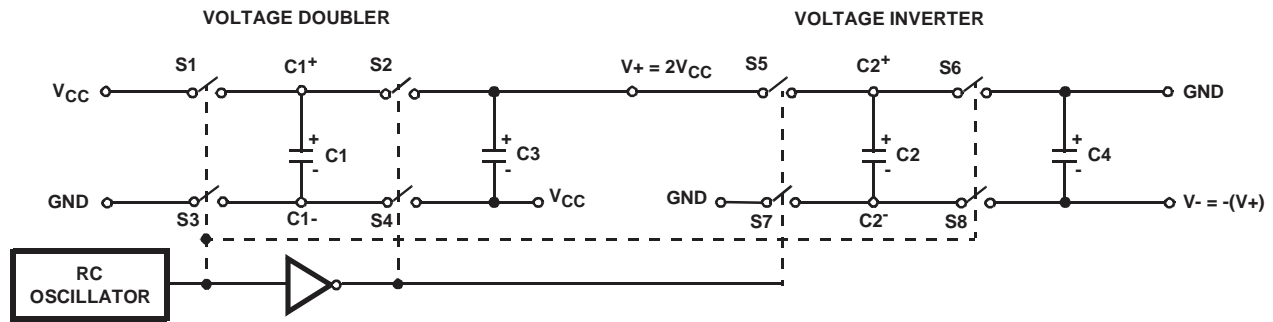 VOLTAGE DOUBLER
VOLTAGE INVERTER
S1
C1+
S2
V+ = 2VCC
S5
C2+
S6
VCC
GND
+
C1
-
+
C3
-
+
C2
-
+
C4
-
GND
S3
C1-
S4
VCC
GND
S7
C2-
S8
V- = -(V+)
RC
OSCILLATOR